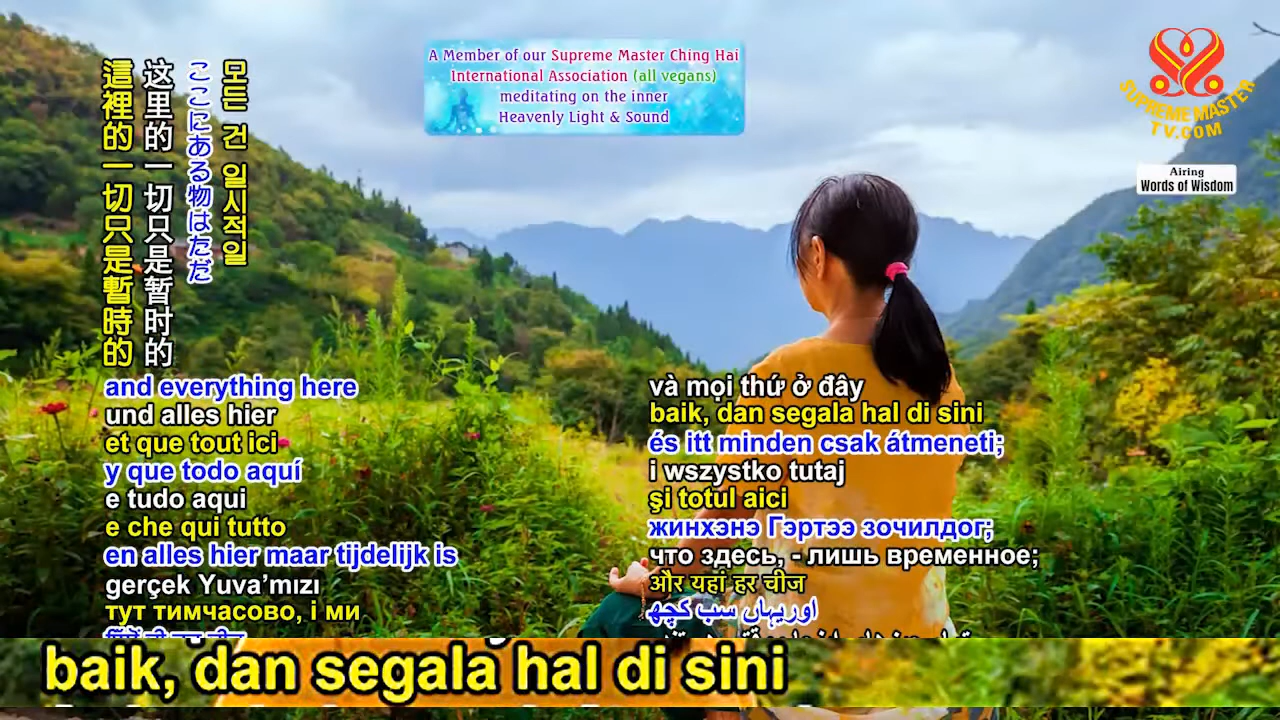 A Member of our Supreme Master Ching Hai
International Association (all vegans)
meditating on the inner
Heavenly Light & Sound
SUPREME MASTER
TV.COM
Airing
Words of Wisdom
모든 건 일시적일
ここにある物はただ
这里的一切只是暂时的
這裡的一切只是暫時的
and everything here
und alles hier
et que tout ici
y que todo aquí
e tudo aqui
e che qui tutto
en alles hier maar tijdelijk is
gerçek Yuva’mızı
тут тимчасово, і ми
và mọi thứ ở đây
baik, dan segala hal di sini
és itt minden csak átmeneti;
i wszystko tutaj
şi totul aici
жинхэнэ Гэртээ зочилдог;
что здесь, - лишь временное;
और यहां हर चीज
اوریہاں سب کچھ
baik, dan segala hal di sini